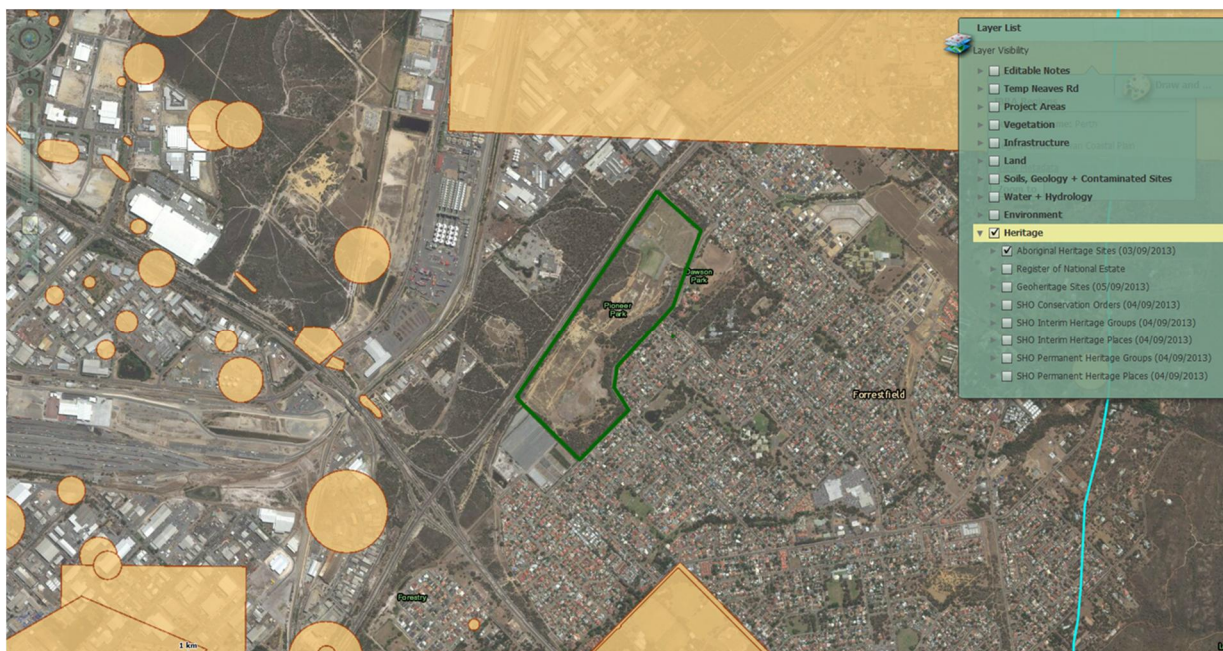 Layer List
Layer Visibility
Editable Notes
Temp Neaves Rd
Project Areas
Vegetation
Infrastructure
Land
Soils, Geology + Contaminated Sites
Water + Hydrology
Environment
Heritage
Aboriginal Heritage Sites (03/09/2013)
Register of National Estate
Geoheritage Sites (05/09/2013)
SHO Conservation Orders (04/09/2013)
SHO Interim Heritage Groups (04/09/2013)
SHO Interim Heritage Places (04/09/2013)
SHO Permanent Heritage Groups (04/09/2013)
SHO Permanent Heritage Places (04/09/2013)
Draw and ...
Dawson
Park
Pioneer
Park
Forrestfield
Forestry
1 km